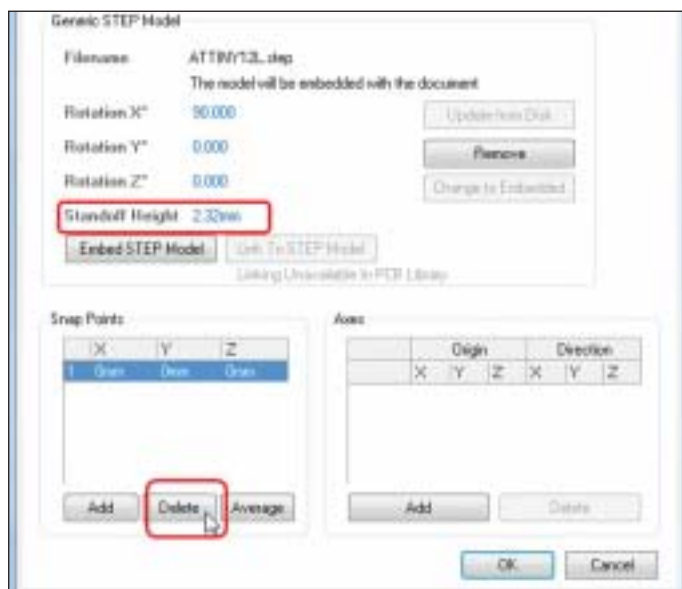 Generic STEP Model
Filename ATTINY12L.step
The model will be embedded with the document
Rotation X° 90.000
Update from Disk
Rotation Y° 0.000
Remove
Rotation Z° 0.000
Change to Embedded
Standoff Height 2.32mm
Embed STEP Model Link To STEP Model
Linking Unavailable In PCB Library
Snap Points
X Y Z
1 0mm 0mm 0mm
Add Delete Average
Axes
Origin Direction
X Y Z X Y Z
Add Delete
OK Cancel